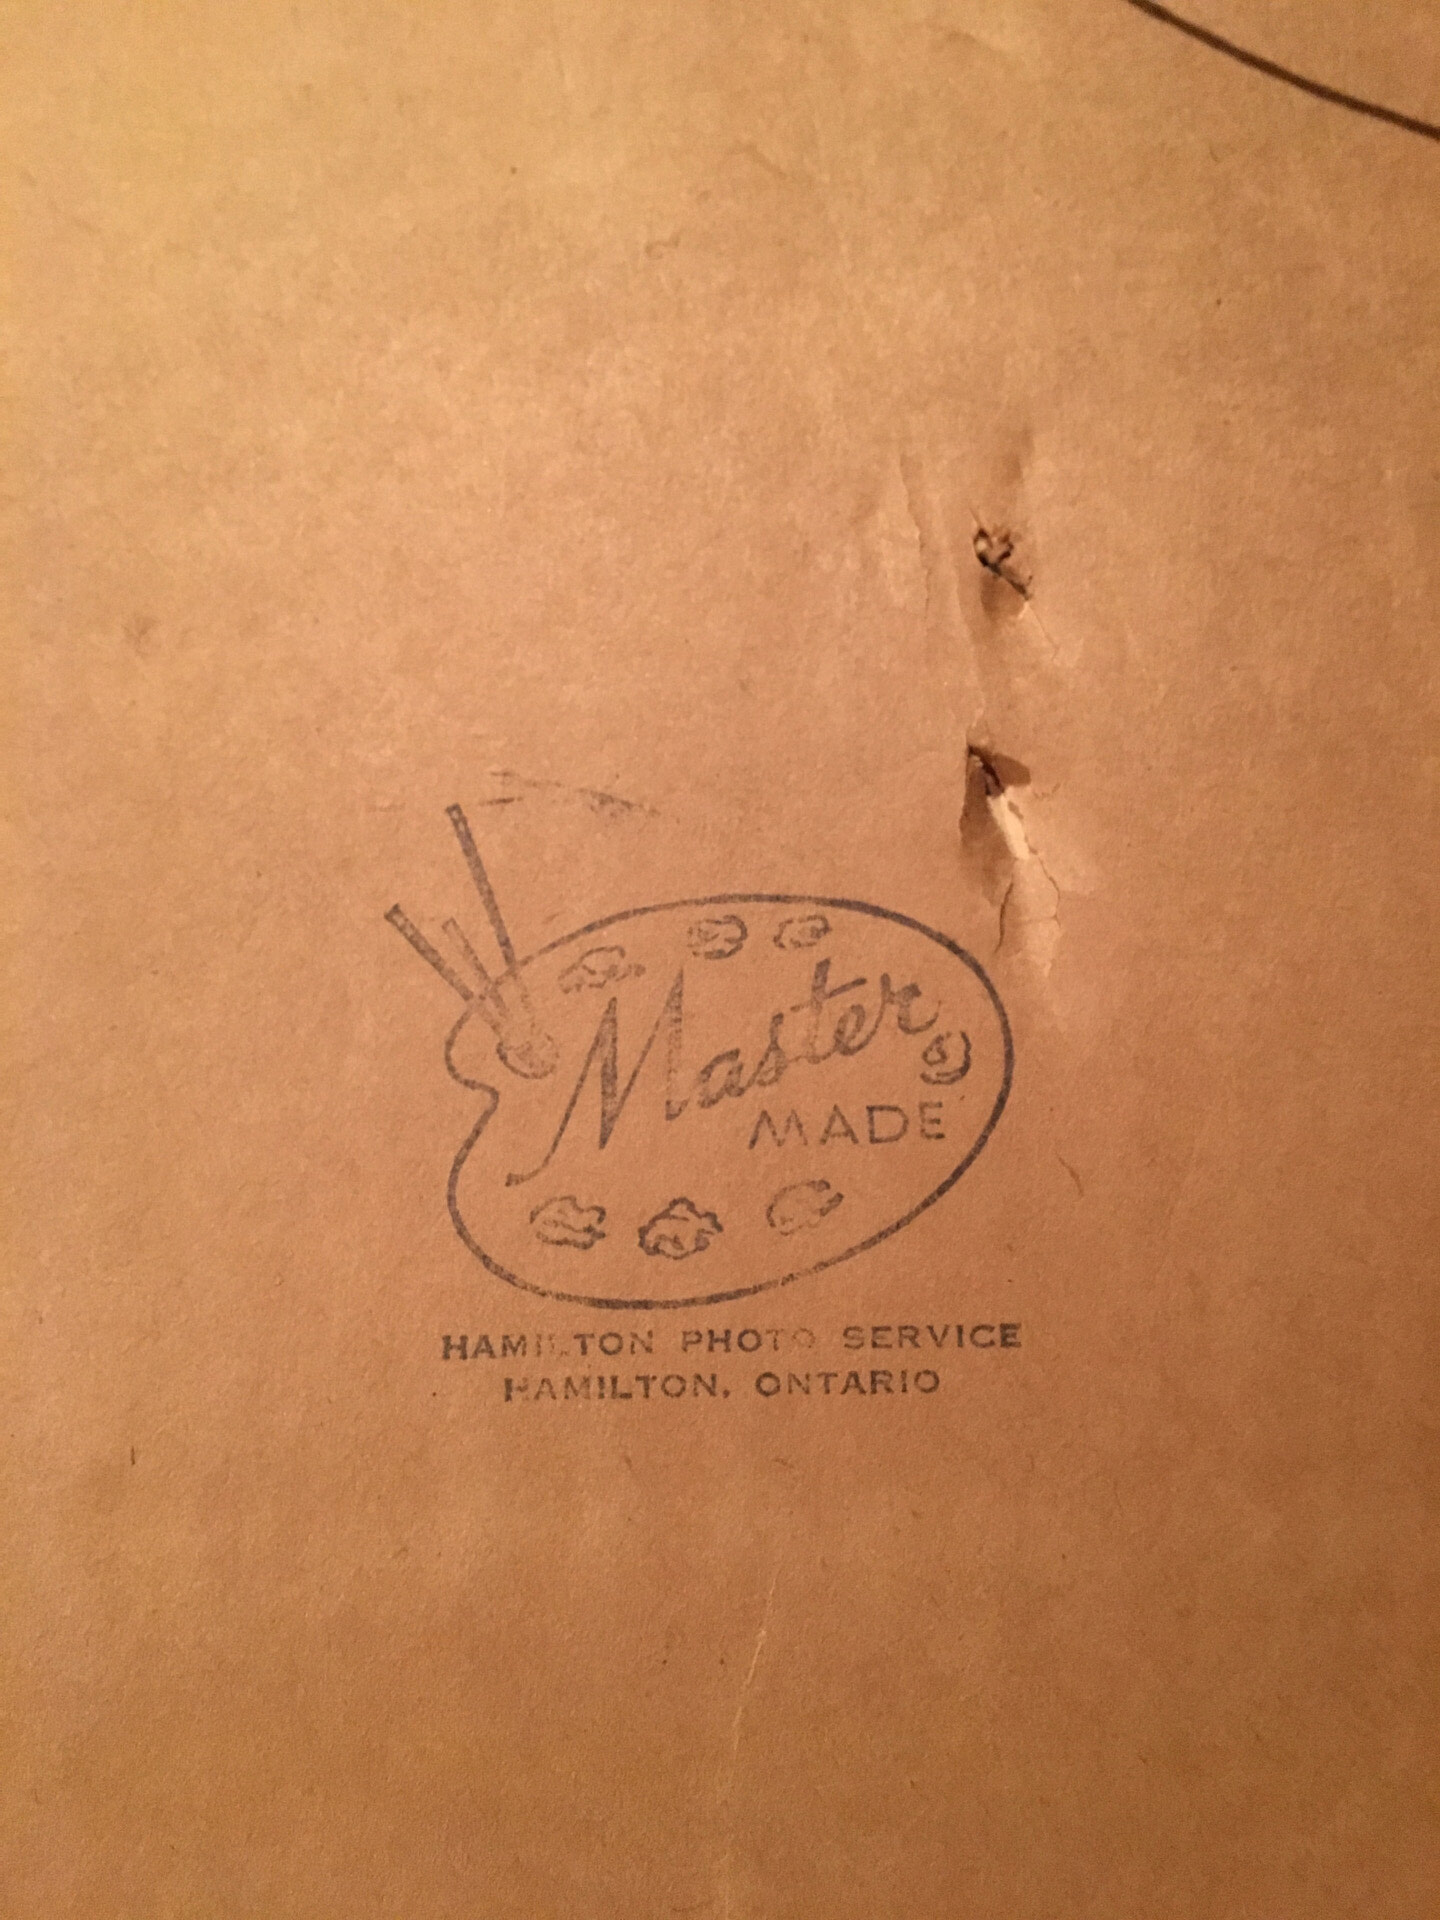 Master
MADE
HAMILTON PHOTO SERVICE
HAMILTON, ONTARIO